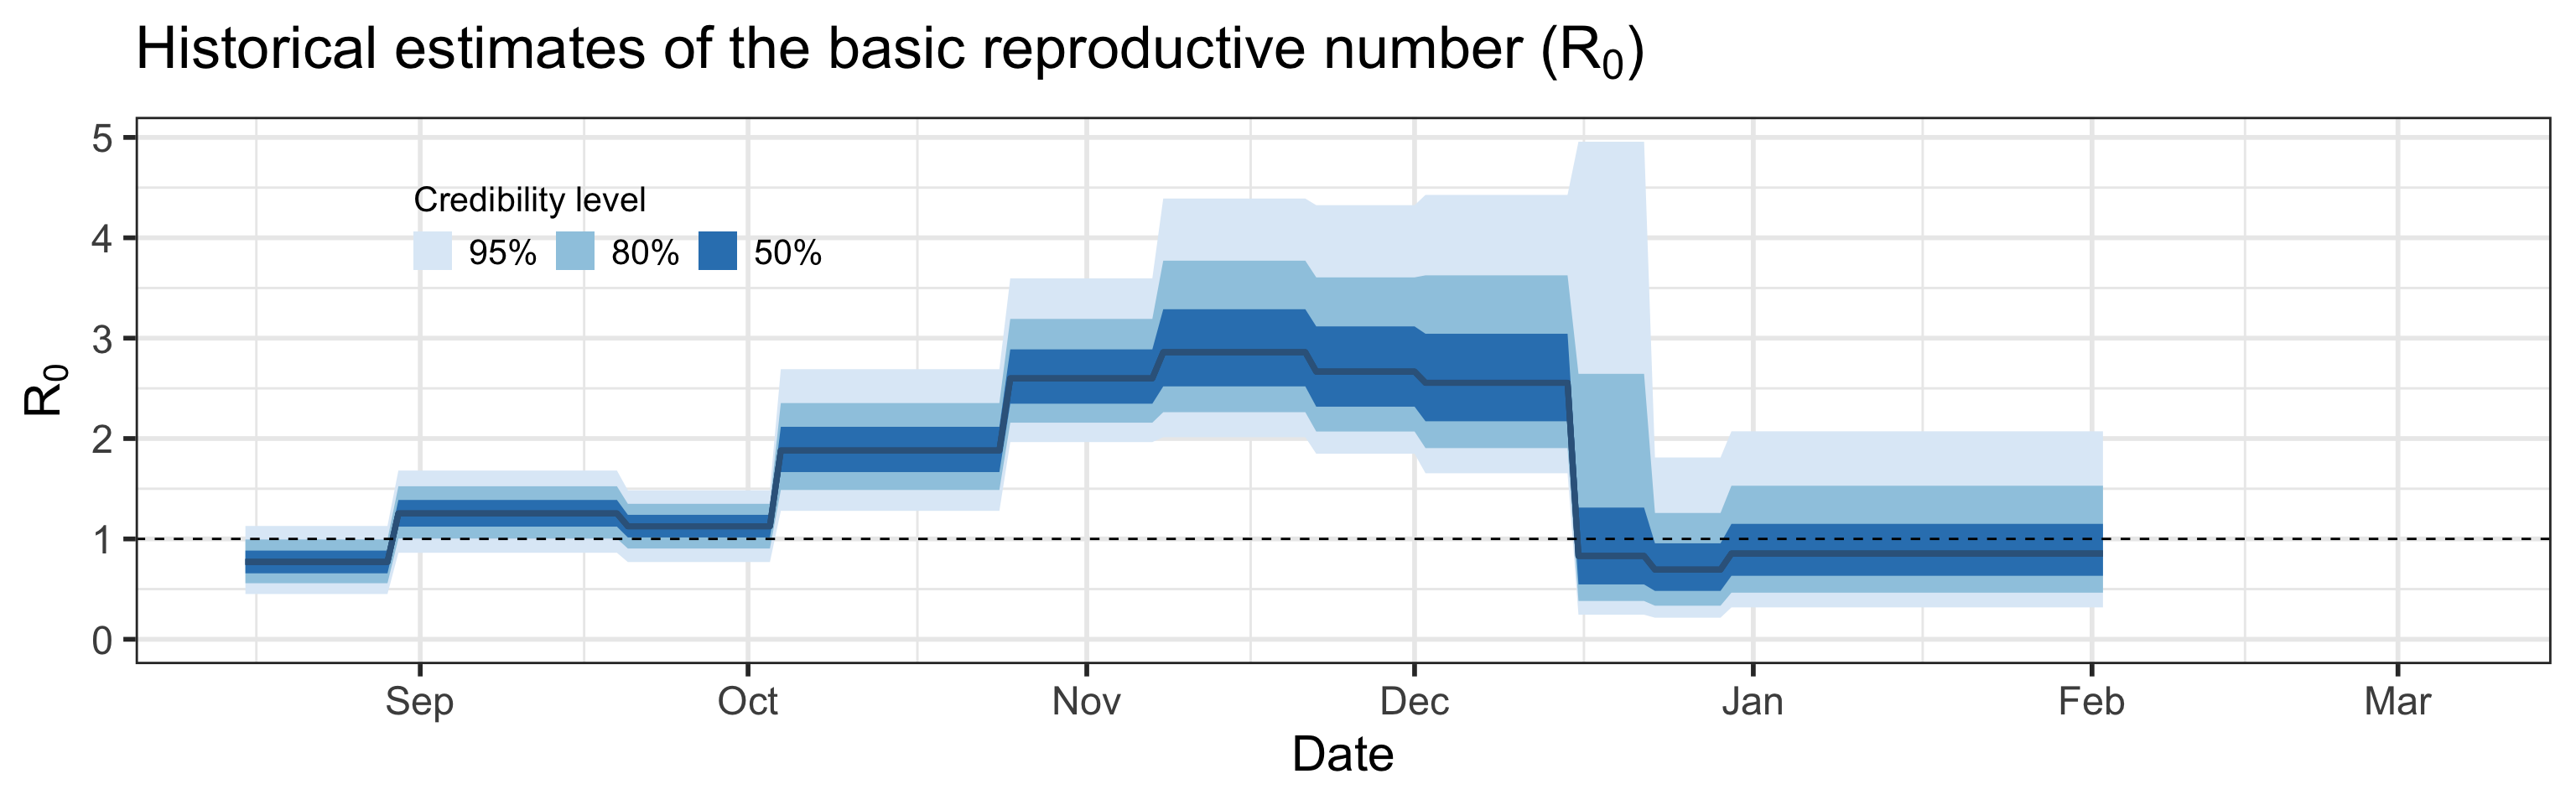 Historical estimates of the basic reproductive number (R₀)
5
4
3
2
1
0
R₀
Credibility level
95% 80% 50%
Sep Oct Nov Dec Jan Feb Mar
Date